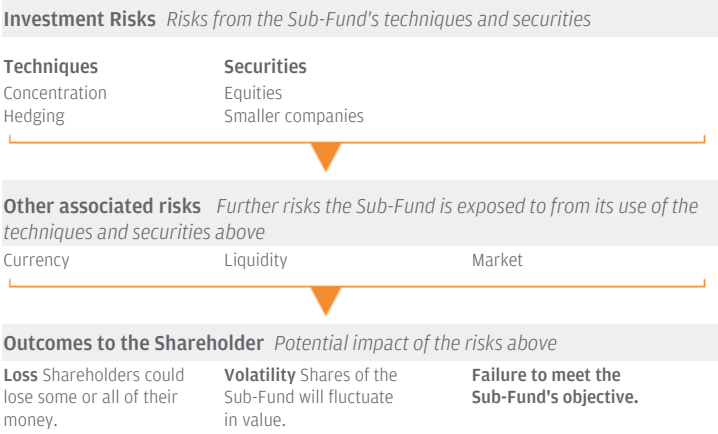 Investment Risks Risks from the Sub-Fund's techniques and securities
Techniques
Concentration
Hedging
Securities
Equities
Smaller companies
Other associated risks Further risks the Sub-Fund is exposed to from its use of the
techniques and securities above
Currency
Liquidity
Market
Outcomes to the Shareholder Potential impact of the risks above
Loss Shareholders could
lose some or all of their
money.
Volatility Shares of the
Sub-Fund will fluctuate
in value.
Failure to meet the
Sub-Fund's objective.